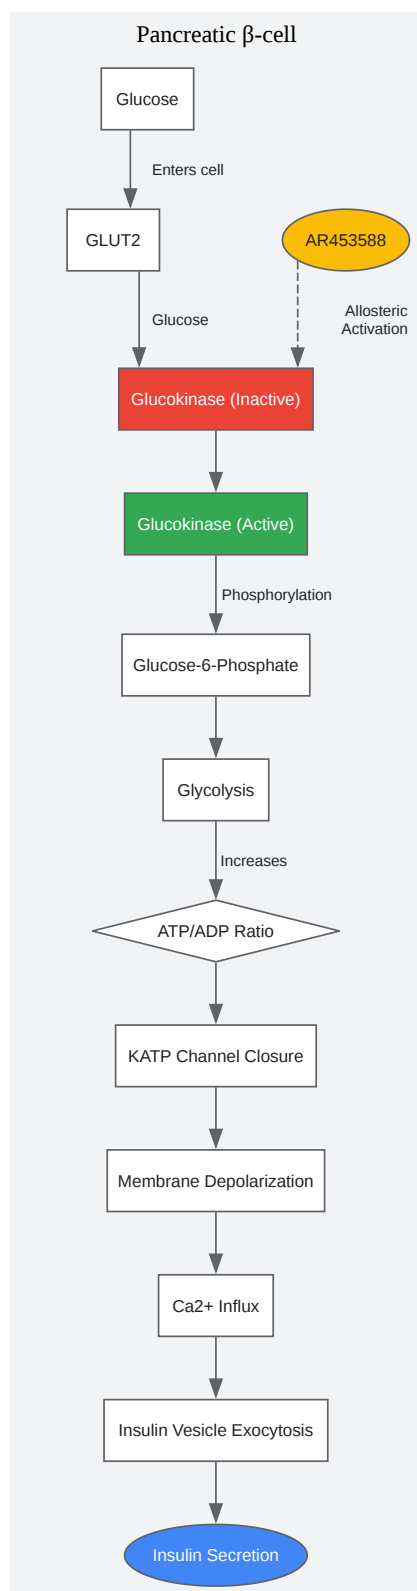 Pancreatic β-cell
Glucose
Enters cell
GLUT2
AR453588
Glucose
Allosteric
Activation
Glucokinase (Inactive)
Glucokinase (Active)
Phosphorylation
Glucose-6-Phosphate
Glycolysis
Increases
ATP/ADP Ratio
KATP Channel Closure
Membrane Depolarization
Ca2+ Influx
Insulin Vesicle Exocytosis
Insulin Secretion